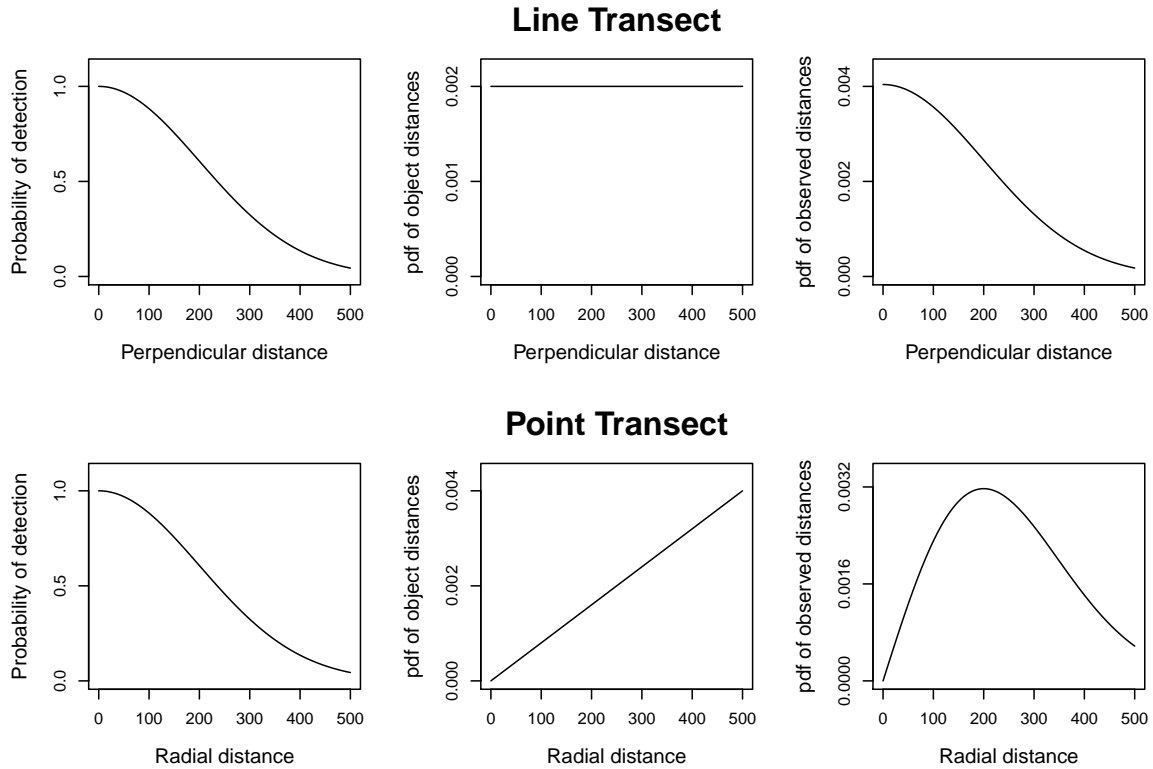 Line Transect
Probability of detection
0.0 0.5 1.0
0 100 200 300 400 500
Perpendicular distance
pdf of object distances
0.000 0.001 0.002
0 100 200 300 400 500
Perpendicular distance
pdf of observed distances
0.000 0.002 0.004
0 100 200 300 400 500
Perpendicular distance
Point Transect
Probability of detection
0.0 0.5 1.0
0 100 200 300 400 500
Radial distance
pdf of object distances
0.000 0.002 0.004
0 100 200 300 400 500
Radial distance
pdf of observed distances
0.0000 0.0016 0.0032
0 100 200 300 400 500
Radial distance